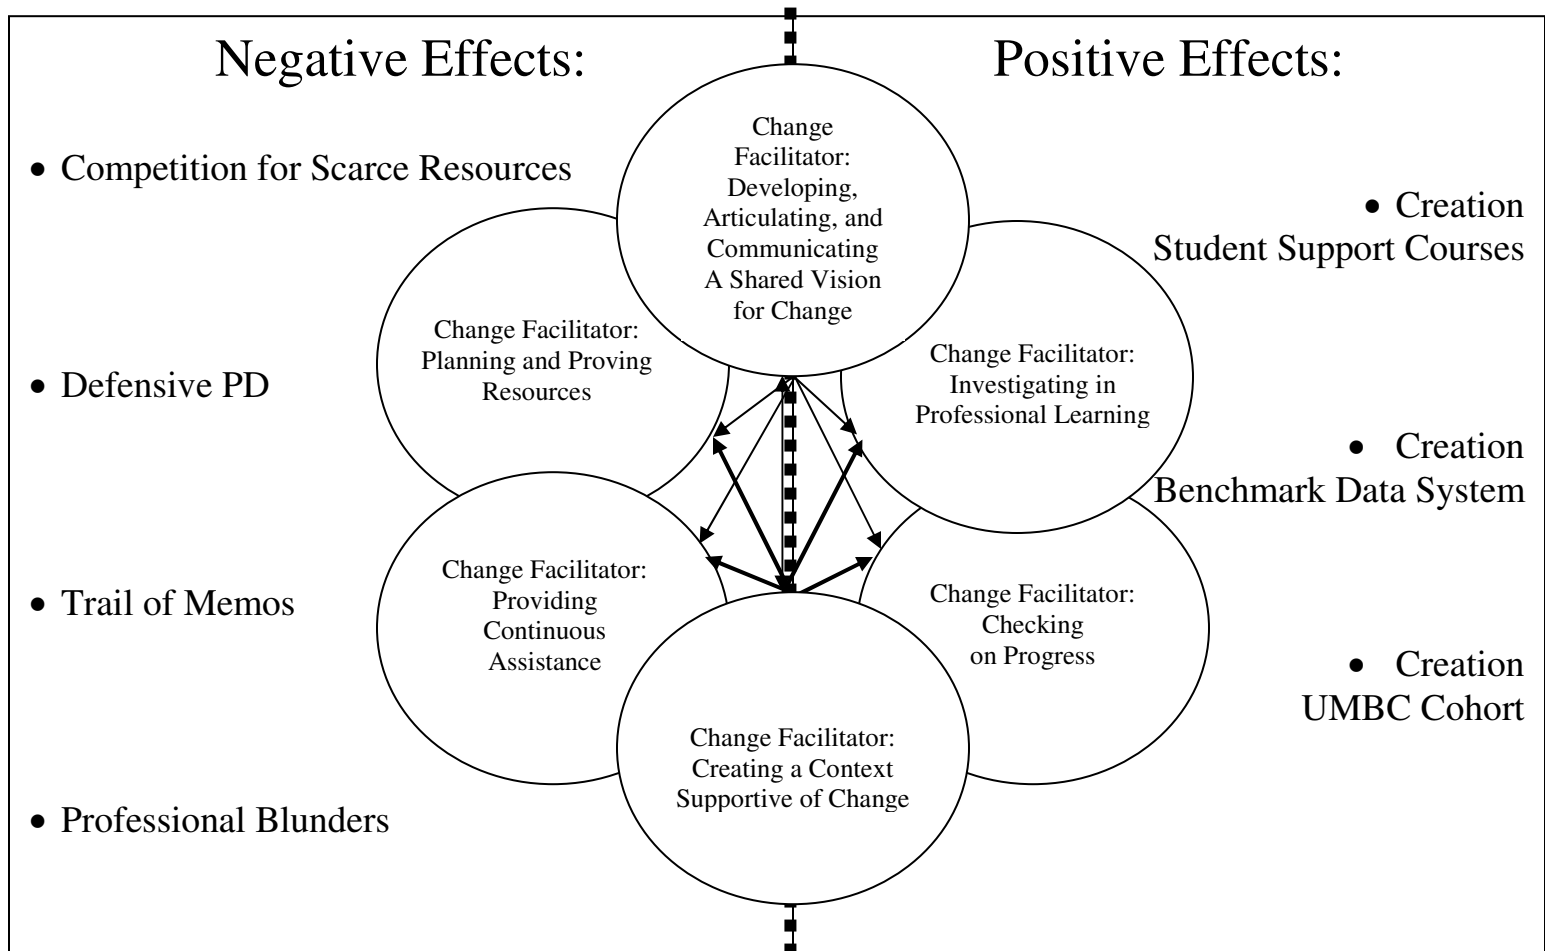 Negative Effects:
• Competition for Scarce Resources
• Defensive PD
• Trail of Memos
• Professional Blunders
Change
Facilitator:
Developing,
Articulating, and
Communicating
A Shared Vision
for Change
Change Facilitator:
Planning and Proving
Resources
Change Facilitator:
Investigating in
Professional Learning
Change Facilitator:
Providing
Continuous
Assistance
Change Facilitator:
Checking
on Progress
Change Facilitator:
Creating a Context
Supportive of Change
Positive Effects:
• Creation
Student Support Courses
• Creation
Benchmark Data System
• Creation
UMBC Cohort